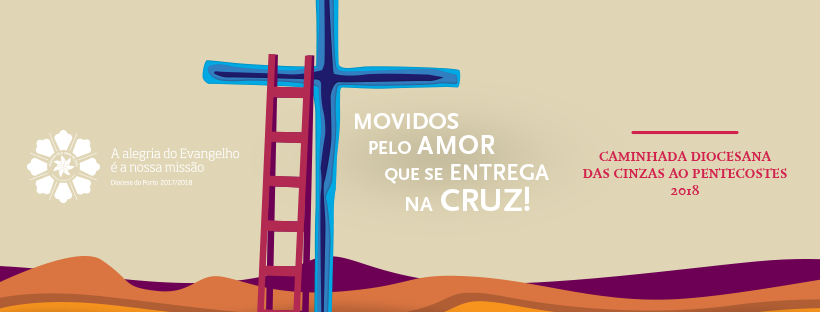 A alegria do Evangelho
é a nossa missão
Diocese do Porto 2017/2018
MOVIDOS
PELO AMOR
QUE SE ENTREGA
NA CRUZ!
CAMINHADA DIOCESANA
DAS CINZAS AO PENTECOSTES
2018